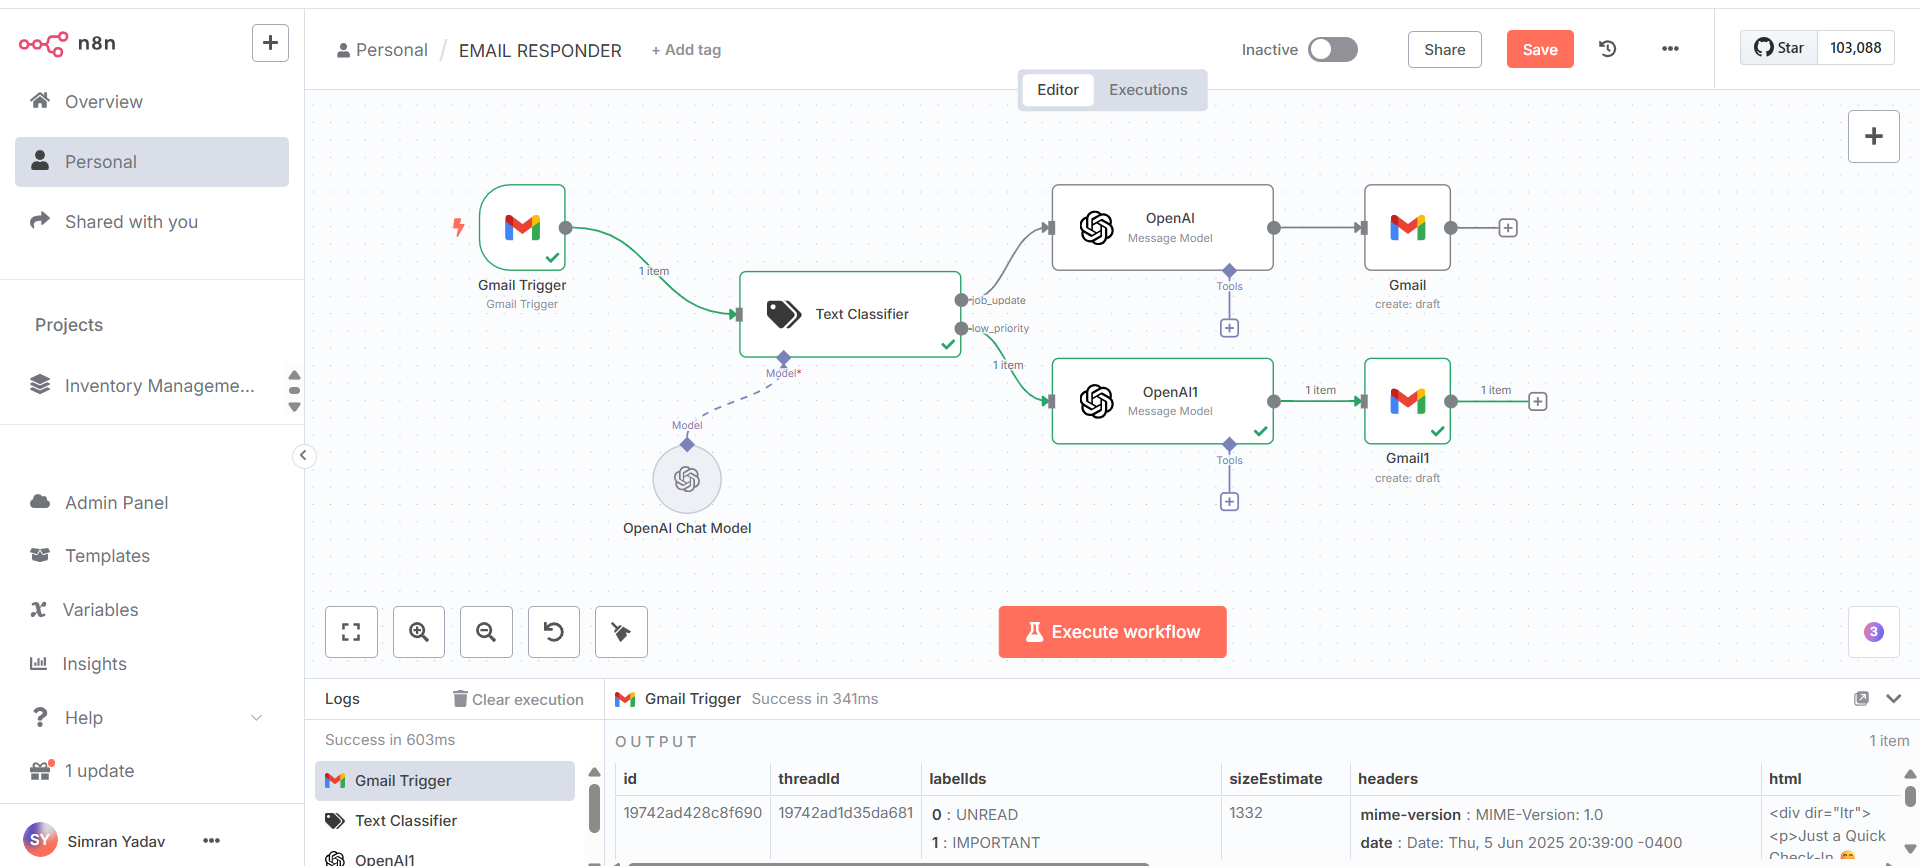 n8n
Overview
Personal
Shared with you
Projects
Inventory Manageme...
Admin Panel
Templates
Variables
Insights
Help
1 update
SY Simran Yadav
Personal / EMAIL RESPONDER + Add tag
Inactive Share Save Star 103,088
Editor Executions
Gmail Trigger
Gmail Trigger
1 item
Text Classifier
job_update
low_priority
Model*
Model
OpenAI Chat Model
1 item
OpenAI
Message Model
Tools
Gmail
create: draft
OpenAI1
Message Model
Tools
1 item
Gmail1
create: draft
1 item
Execute workflow
3
Logs Clear execution
Success in 603ms
Gmail Trigger
Text Classifier
OpenAI1
Gmail Trigger Success in 341ms
OUTPUT 1 item
id threadId labelIds sizeEstimate headers html
19742ad428c8f690 19742ad1d35da681 0 : UNREAD 1332 mime-version : MIME-Version: 1.0 <div dir="ltr">
1 : IMPORTANT date : Date: Thu, 5 Jun 2025 20:39:00 -0400 <p>Just a Quick
Check-In 😊